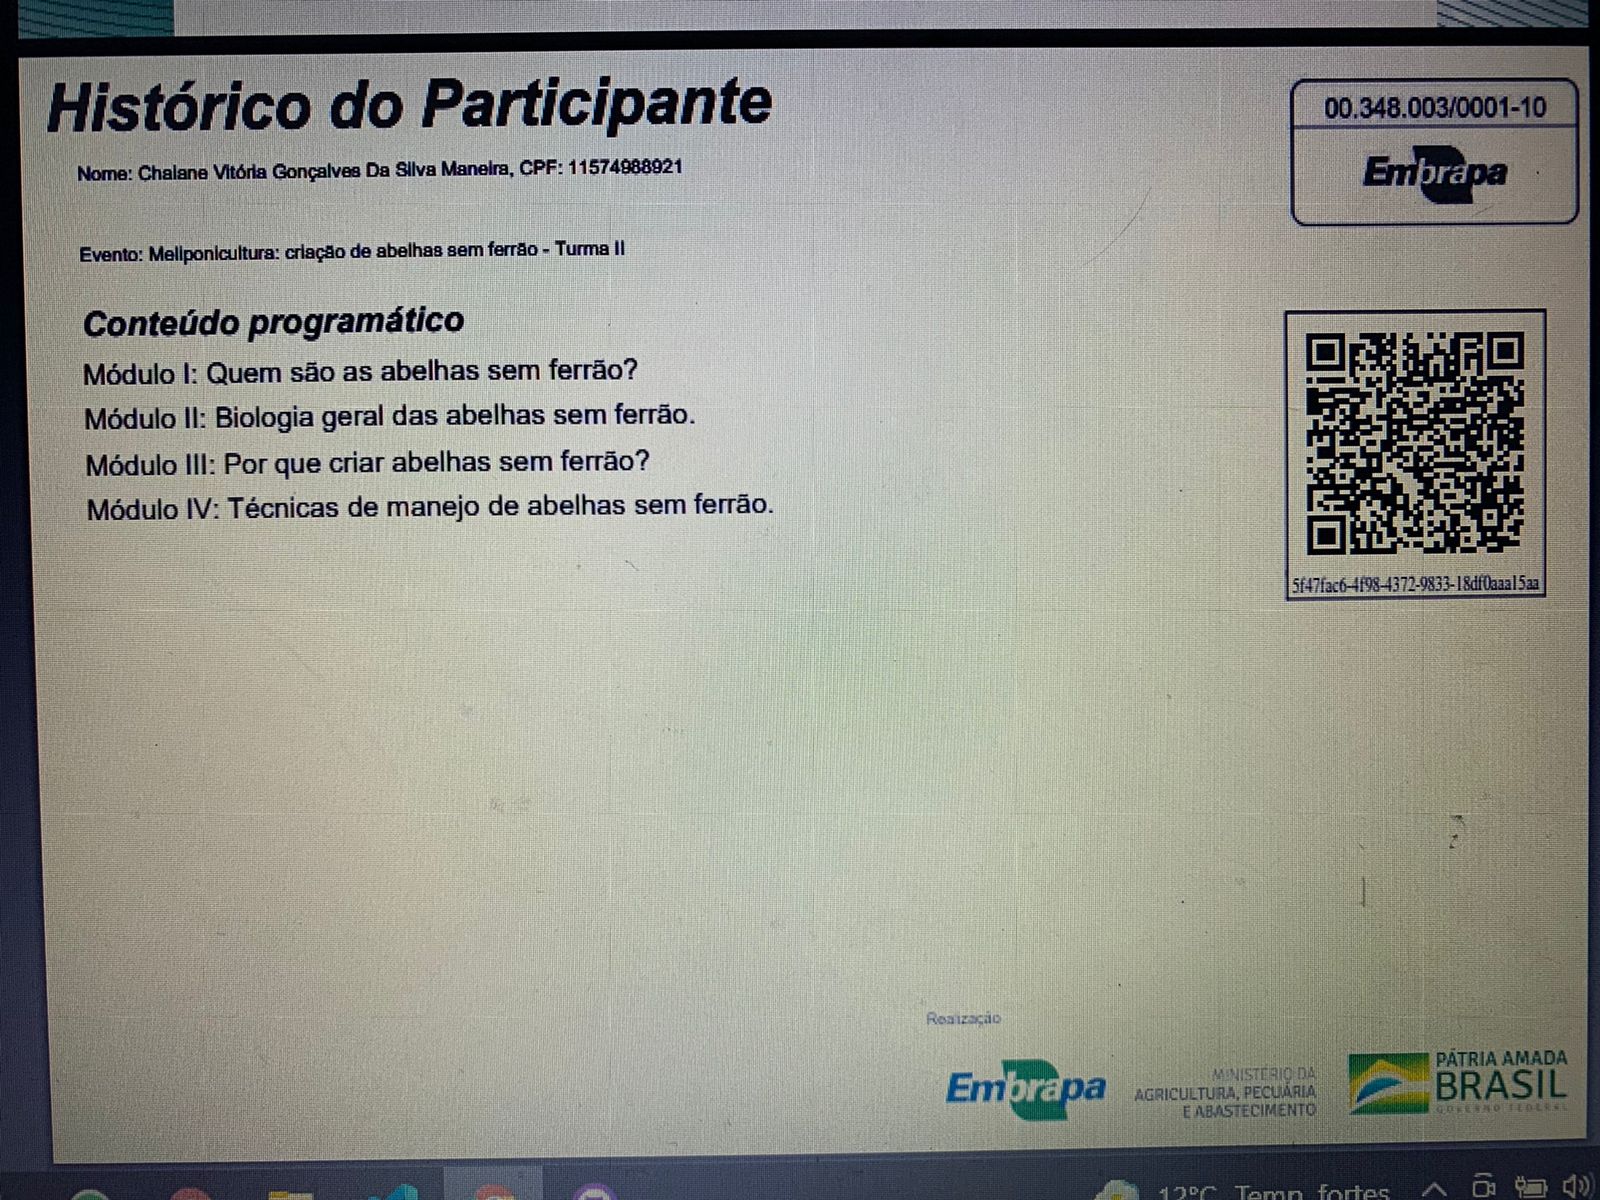 Histórico do Participante
Nome: Chaiane Vitória Gonçalves Da Silva Maneira, CPF: 11574988921
Evento: Meliponicultura: criação de abelhas sem ferrão - Turma II
Conteúdo programático
Módulo I: Quem são as abelhas sem ferrão?
Módulo II: Biologia geral das abelhas sem ferrão.
Módulo III: Por que criar abelhas sem ferrão?
Módulo IV: Técnicas de manejo de abelhas sem ferrão.
00.348.003/0001-10
Embrapa
5f47fac6-4f98-4372-9833-18df0aaa15aa
Realização
Embrapa
MINISTÉRIO DA
AGRICULTURA, PECUÁRIA
E ABASTECIMENTO
PÁTRIA AMADA
BRASIL
GOVERNO FEDERAL
12°C Temp. fortes